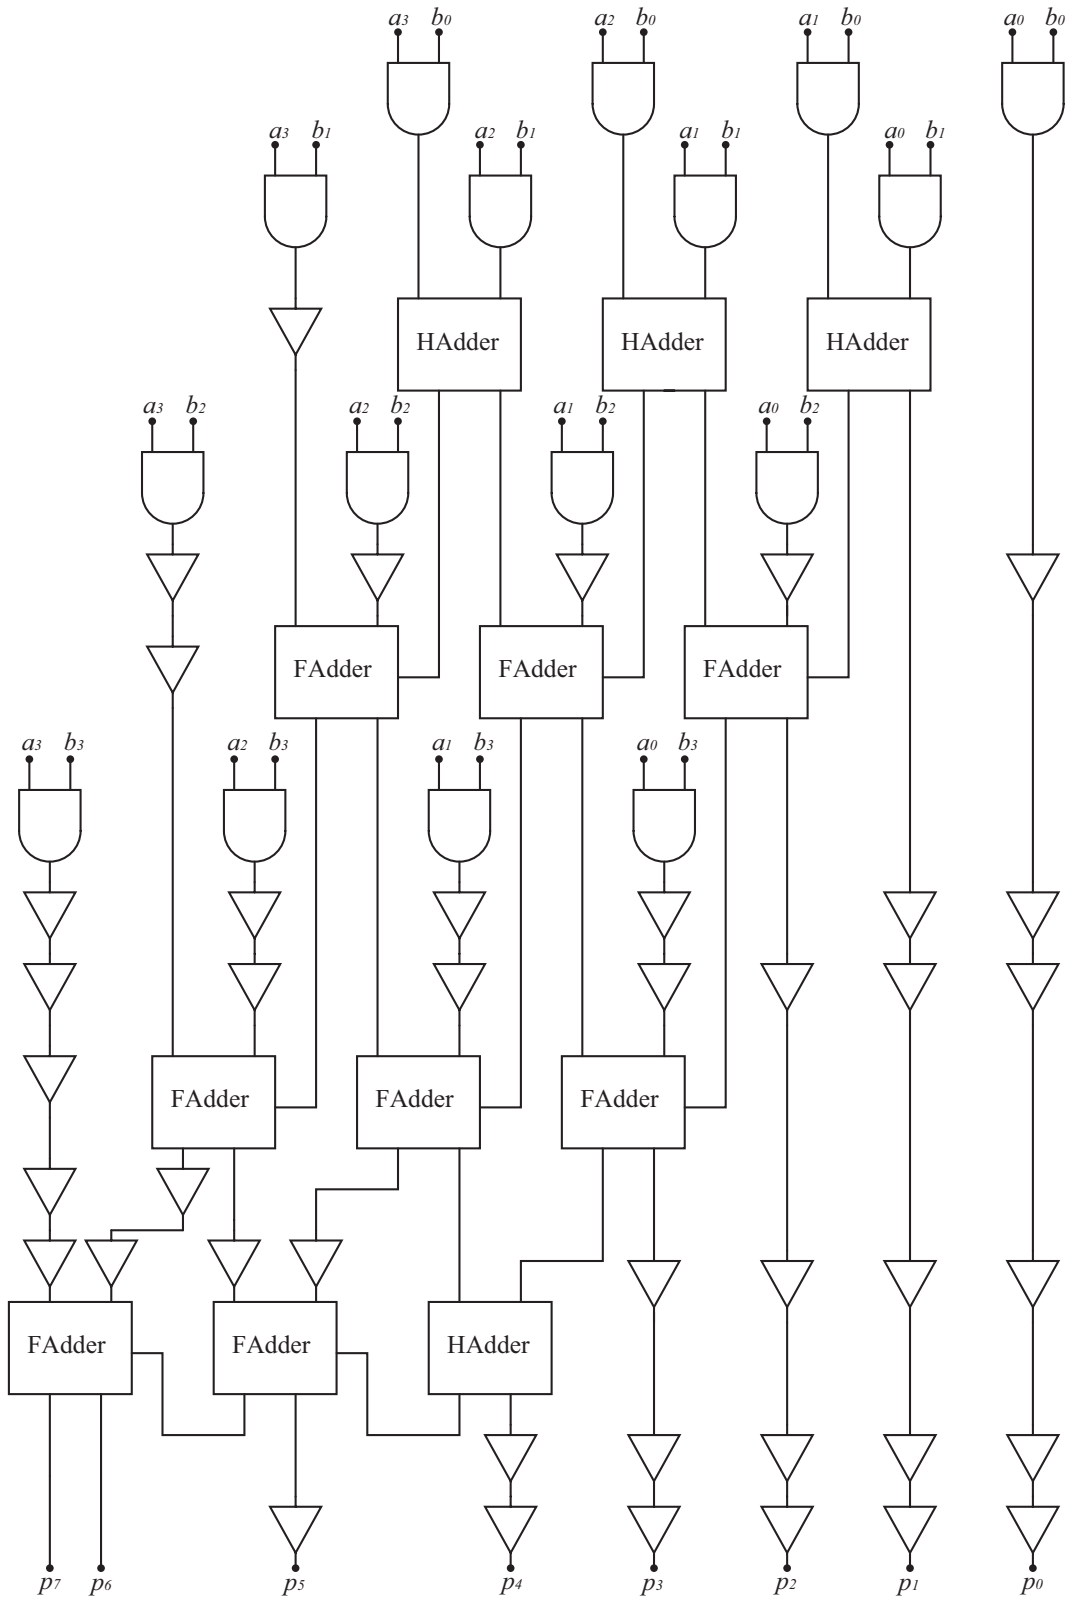 a3 b0 a2 b0 a1 b0 a0 b0
a3 b1 a2 b1 a1 b1 a0 b1
HAdder HAdder HAdder
a3 b2 a2 b2 a1 b2 a0 b2
FAdder FAdder FAdder
a3 b3 a2 b3 a1 b3 a0 b3
FAdder FAdder FAdder
FAdder FAdder HAdder
p7 p6 p5 p4 p3 p2 p1 p0